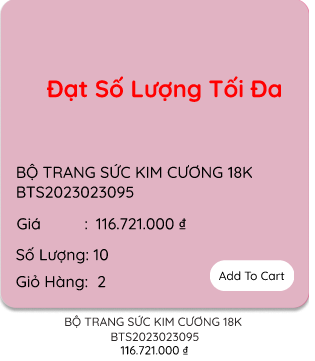 Đạt Số Lượng Tối Đa
BỘ TRANG SỨC KIM CƯƠNG 18K
BTS2023023095
Giá : 116.721.000 ₫
Số Lượng: 10
Giỏ Hàng: 2
Add To Cart
BỘ TRANG SỨC KIM CƯƠNG 18K
BTS2023023095
116.721.000 ₫